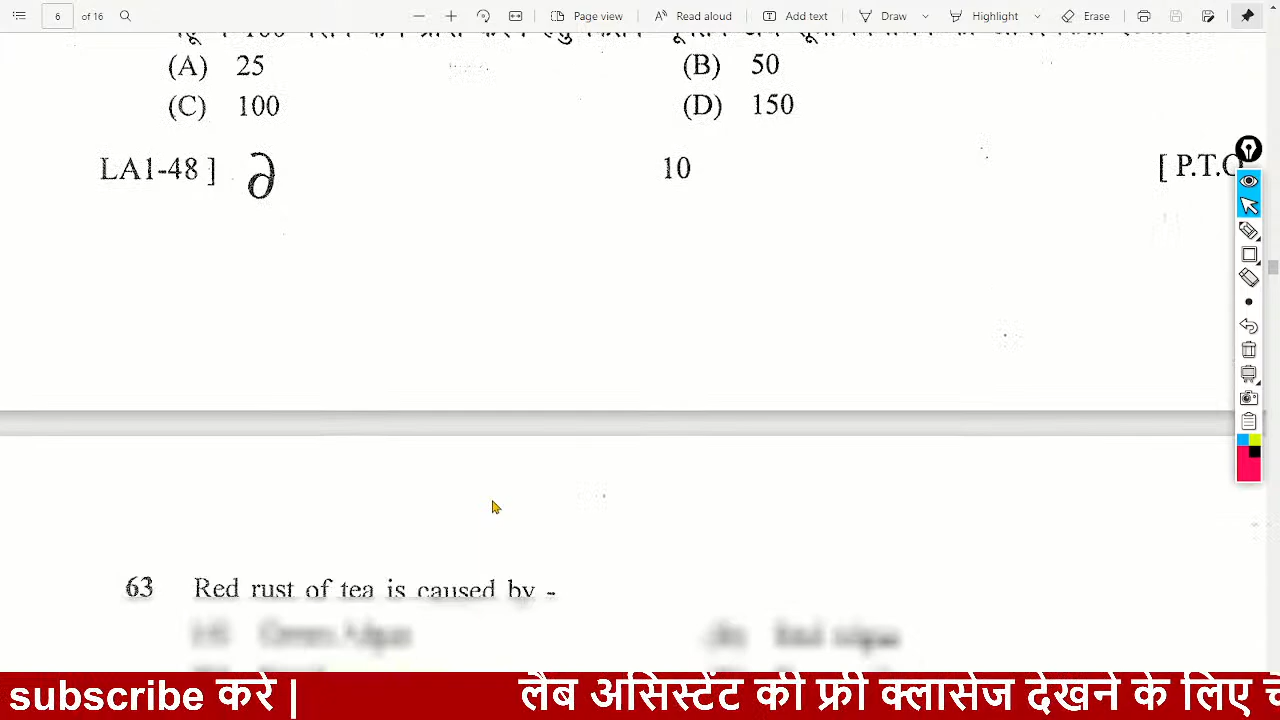 6 of 16
Page view
Read aloud
Add text
Draw
Highlight
Erase
(A) 25
(B) 50
(C) 100
(D) 150
LA1-48 ]
10
[ P.T.O
63 Red rust of tea is caused by -
subscribe करे | लैब असिस्टेंट की फ्री क्लासेज देखने के लिए